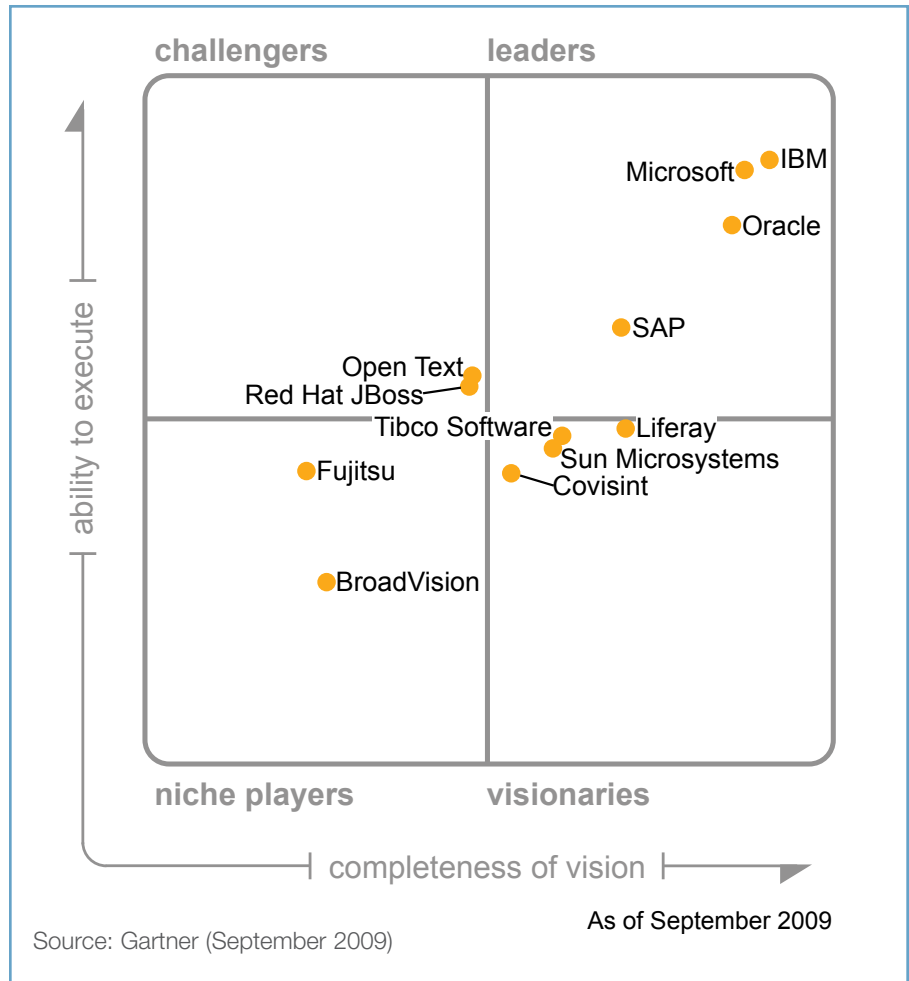 challengers
leaders
IBM
Microsoft
Oracle
SAP
Open Text
Red Hat JBoss
Tibco Software
Liferay
Sun Microsystems
Fujitsu
Covisint
BroadVision
ability to execute
niche players
visionaries
completeness of vision
As of September 2009
Source: Gartner (September 2009)